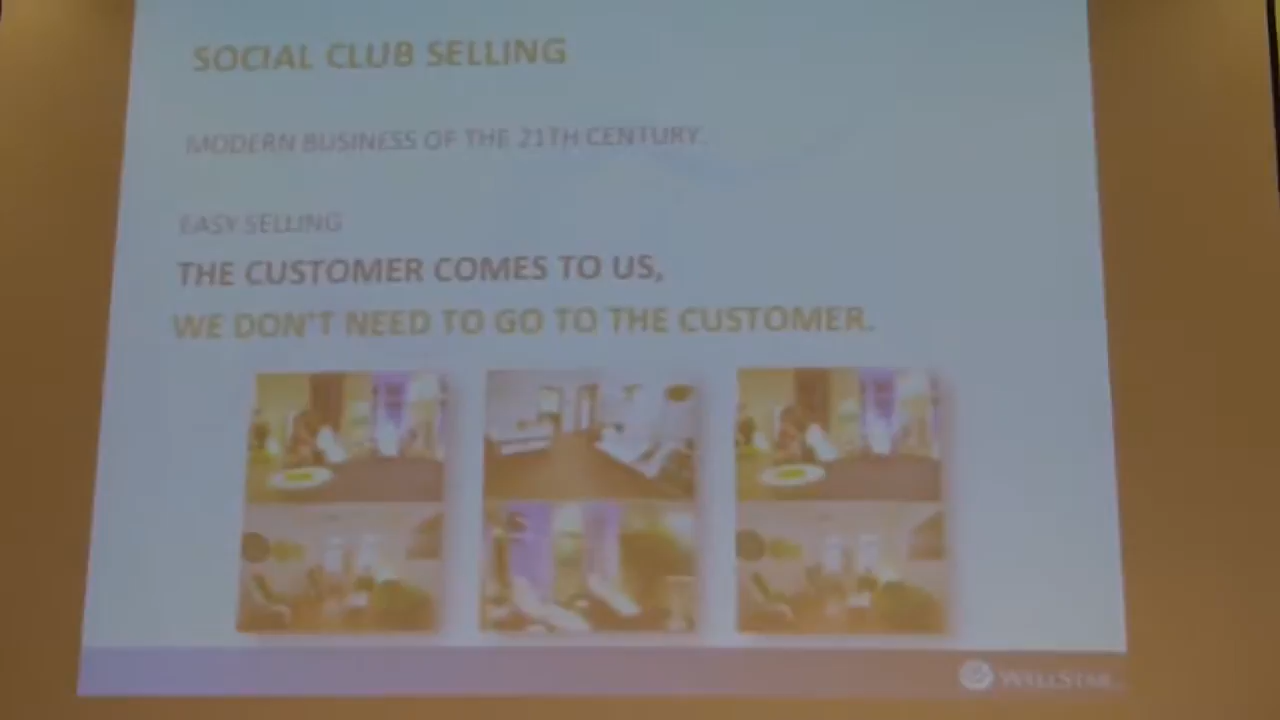 SOCIAL CLUB SELLING
MODERN BUSINESS OF THE 21TH CENTURY.
EASY SELLING
THE CUSTOMER COMES TO US,
WE DON'T NEED TO GO TO THE CUSTOMER.
WELLSTAR